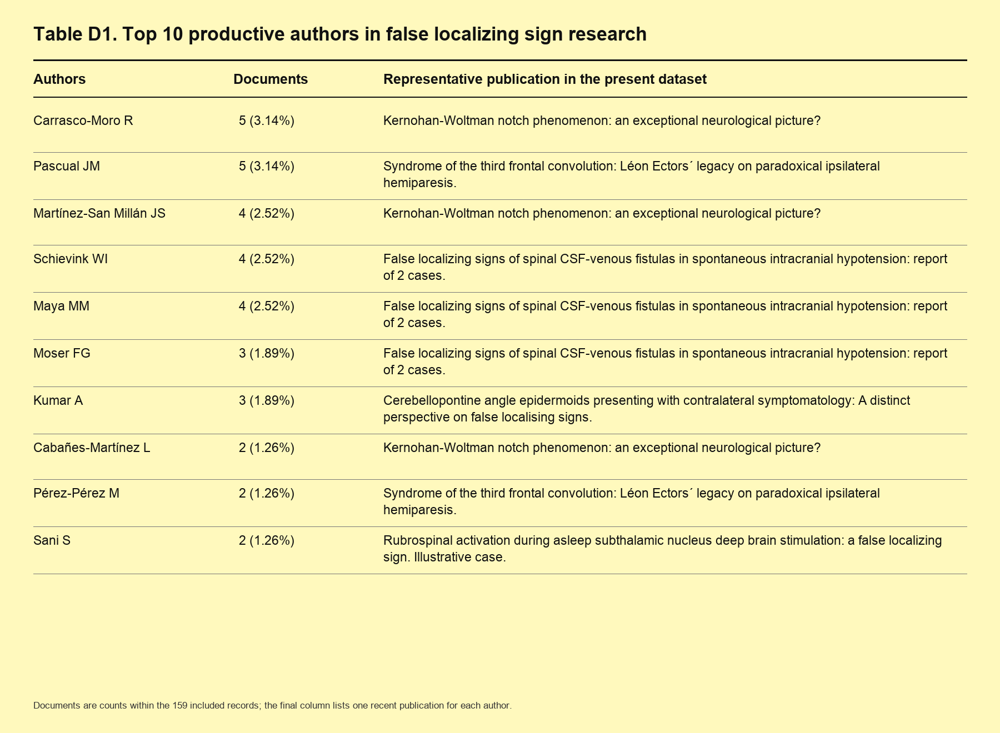 Table D1. Top 10 productive authors in false localizing sign research
Authors Documents Representative publication in the present dataset
Carrasco-Moro R 5 (3.14%) Kernohan-Woltman notch phenomenon: an exceptional neurological picture?
Pascual JM 5 (3.14%) Syndrome of the third frontal convolution: Léon Ectors´ legacy on paradoxical ipsilateral
hemiparesis.
Martínez-San Millán JS 4 (2.52%) Kernohan-Woltman notch phenomenon: an exceptional neurological picture?
Schievink WI 4 (2.52%) False localizing signs of spinal CSF-venous fistulas in spontaneous intracranial hypotension: report
of 2 cases.
Maya MM 4 (2.52%) False localizing signs of spinal CSF-venous fistulas in spontaneous intracranial hypotension: report
of 2 cases.
Moser FG 3 (1.89%) False localizing signs of spinal CSF-venous fistulas in spontaneous intracranial hypotension: report
of 2 cases.
Kumar A 3 (1.89%) Cerebellopontine angle epidermoids presenting with contralateral symptomatology: A distinct
perspective on false localising signs.
Cabañes-Martínez L 2 (1.26%) Kernohan-Woltman notch phenomenon: an exceptional neurological picture?
Pérez-Pérez M 2 (1.26%) Syndrome of the third frontal convolution: Léon Ectors´ legacy on paradoxical ipsilateral
hemiparesis.
Sani S 2 (1.26%) Rubrospinal activation during asleep subthalamic nucleus deep brain stimulation: a false localizing
sign. Illustrative case.
Documents are counts within the 159 included records; the final column lists one recent publication for each author.